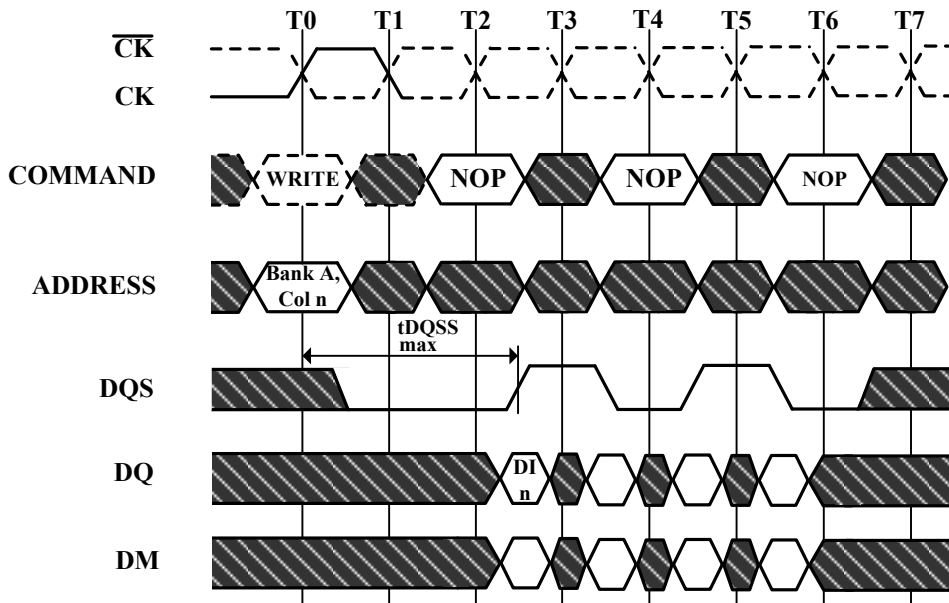 T0 T1 T2 T3 T4 T5 T6 T7
CK
CK
COMMAND
WRITE NOP NOP NOP
ADDRESS
Bank A,
Col n
tDQSS
max
DQS
DQ
DI
n
DM